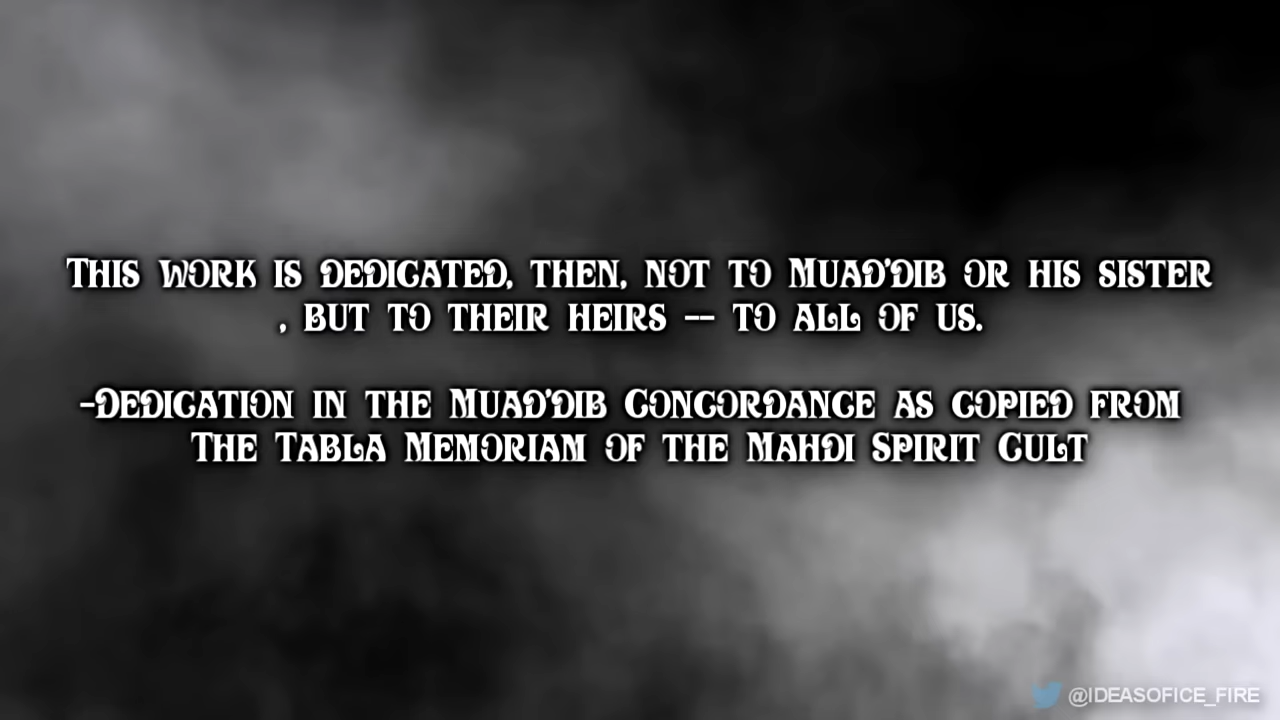 This work is dedicated, then, not to Muad'Dib or his sister
, but to their heirs -- to all of us.
-Dedication in the Muad'Dib Concordance as copied from
The Tabla Memoriam of the Mahdi Spirit Cult
@IDEASOFICE_FIRE